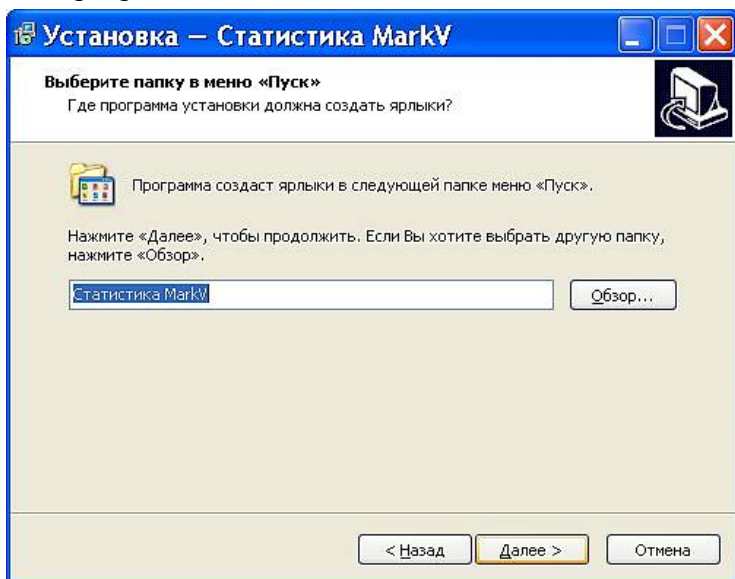 Установка — Статистика MarkV
Выберите папку в меню «Пуск»
Где программа установки должна создать ярлыки?
Программа создаст ярлыки в следующей папке меню «Пуск».
Нажмите «Далее», чтобы продолжить. Если Вы хотите выбрать другую папку,
нажмите «Обзор».
Статистика MarkV
Обзор...
< Назад
Далее >
Отмена